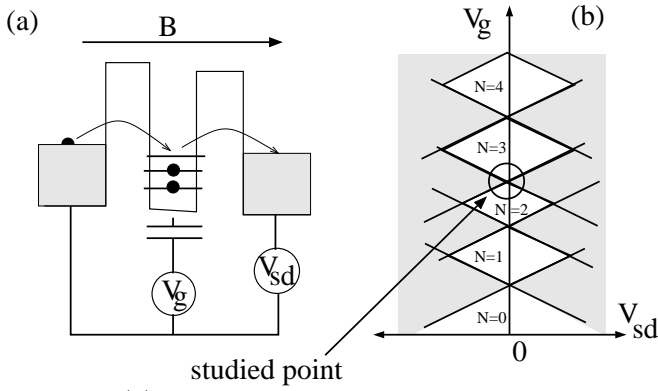 (a)
B
V_g
V_sd
(b)
V_g
N=4
N=3
N=2
N=1
N=0
V_sd
0
studied point